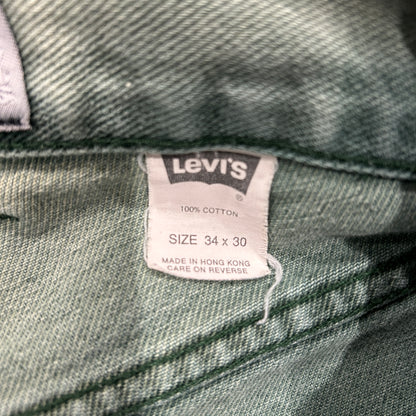 Levi's
®
100% COTTON
SIZE 34 x 30
MADE IN HONG KONG
CARE ON REVERSE